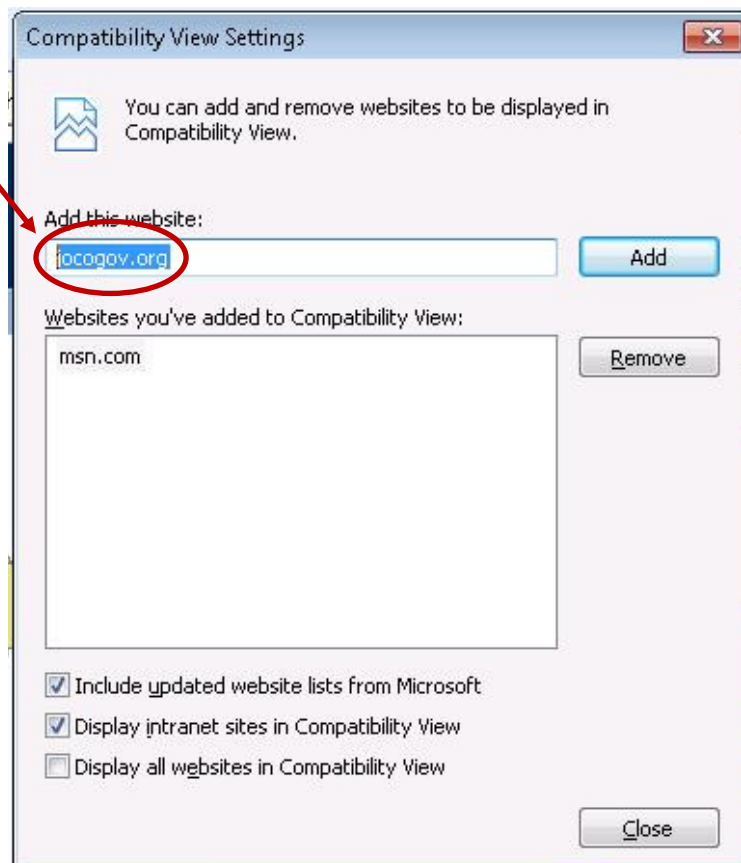 Compatibility View Settings
You can add and remove websites to be displayed in
Compatibility View.
Add this website:
jocogov.org
Add
Websites you've added to Compatibility View:
msn.com
Remove
Include updated website lists from Microsoft
Display intranet sites in Compatibility View
Display all websites in Compatibility View
Close